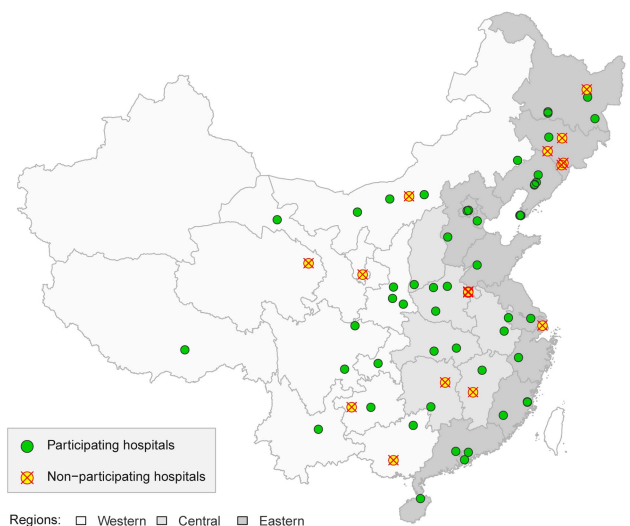 Participating hospitals
Non−participating hospitals
Regions: Western Central Eastern